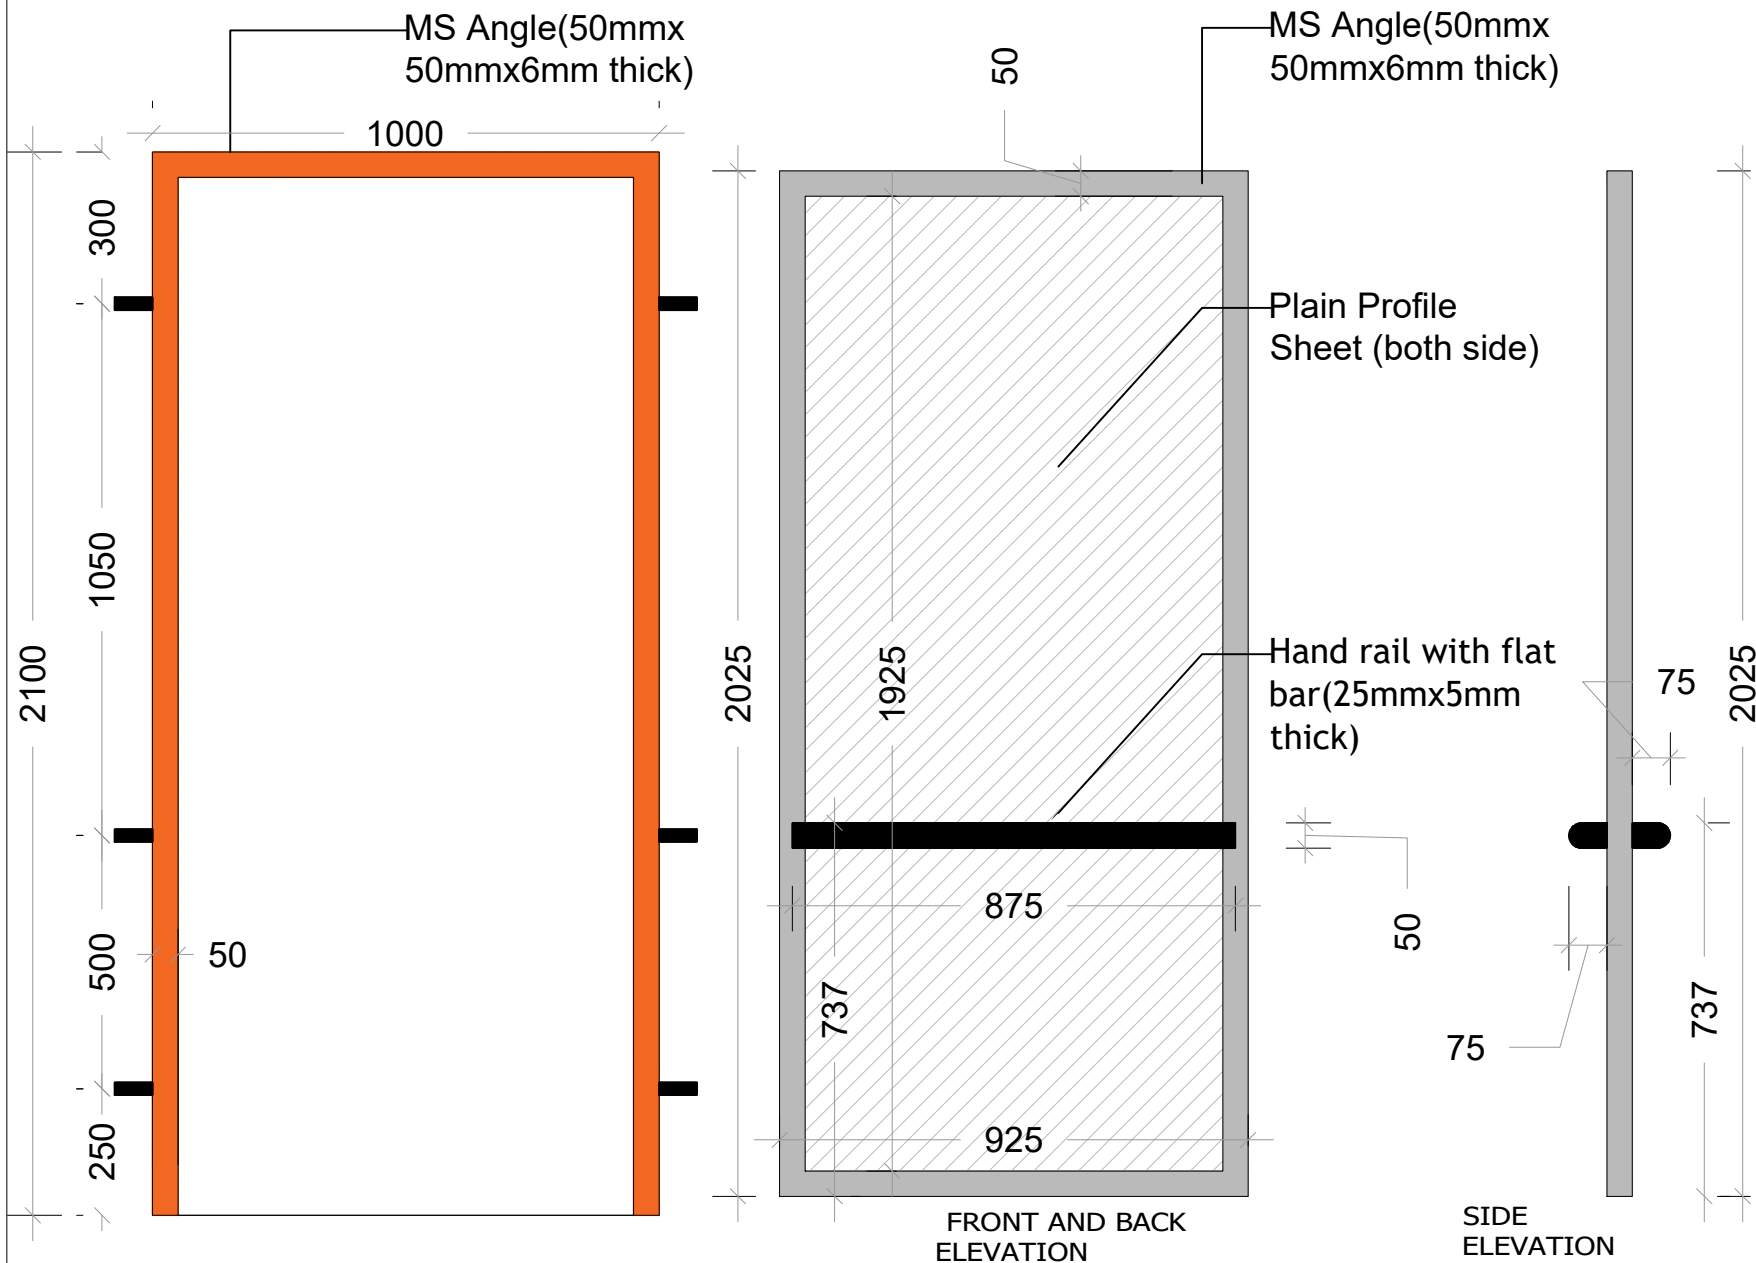 MS Angle(50mmx
50mmx6mm thick)
1000
300
1050
2100
500
50
250
MS Angle(50mmx
50mmx6mm thick)
50
Plain Profile
Sheet (both side)
2025
1925
Hand rail with flat
bar(25mmx5mm
thick)
875
50
737
925
FRONT AND BACK
ELEVATION
75
2025
75
737
SIDE
ELEVATION